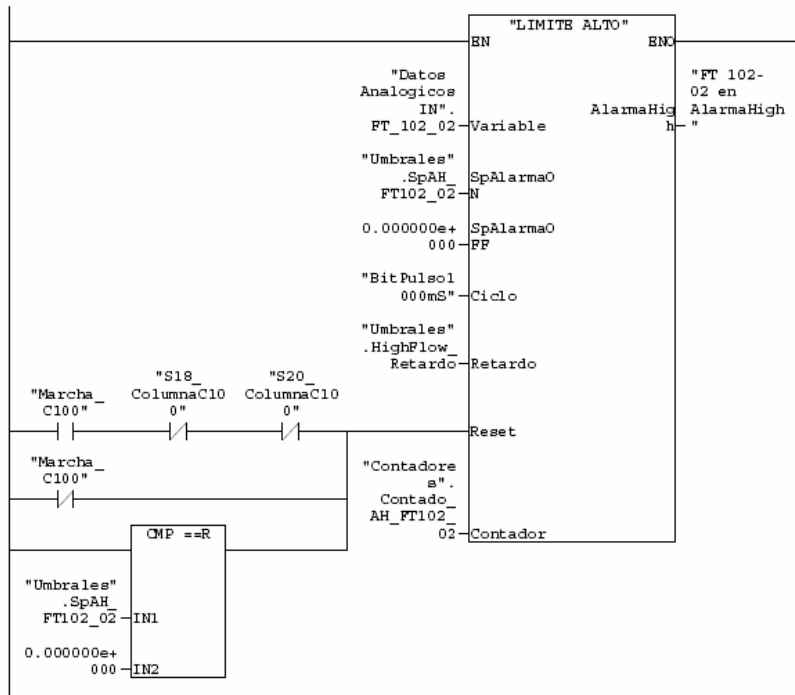 "LIMITE ALTO"
EN
ENO
"Datos
Analogicos
IN".
FT_102_02
Variable
"FT 102-
02 en
AlarmaHigh
"
AlarmaHig
h
"Umbrales"
.SpAH_
FT102_02
SpAlarmaO
N
0.000000e+
000
SpAlarmaO
FF
"BitPulso1
000mS"
Ciclo
"Umbrales"
.HighFlow_
Retardo
Retardo
"Marcha_
C100"
"S18_
ColumnaC10
0"
"S20_
ColumnaC10
0"
Reset
"Marcha_
C100"
"Contadore
s".
Contado_
AH_FT102_
02
Contador
CMP ==R
"Umbrales"
.SpAH_
FT102_02
IN1
0.000000e+
000
IN2